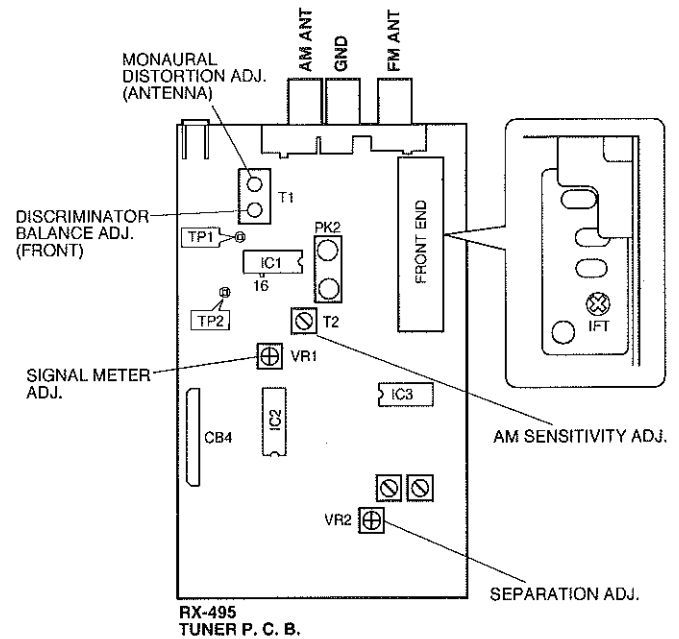 MONAURAL
DISTORTION ADJ.
(ANTENNA)
AM ANT
GND
FM ANT
T1
DISCRIMINATOR
BALANCE ADJ.
(FRONT)
TP1
PK2
IC1
16
FRONT END
IFT
TP2
T2
VR1
SIGNAL METER
ADJ.
IC3
IC2
CB4
AM SENSITIVITY ADJ.
VR2
SEPARATION ADJ.
RX-495
TUNER P. C. B.